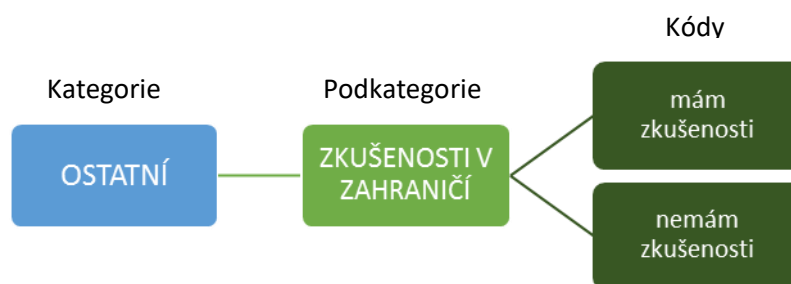 Kódy
Kategorie
Podkategorie
mám
zkušenosti
OSTATNÍ
ZKUŠENOSTI V
ZAHRANIČÍ
nemám
zkušenosti